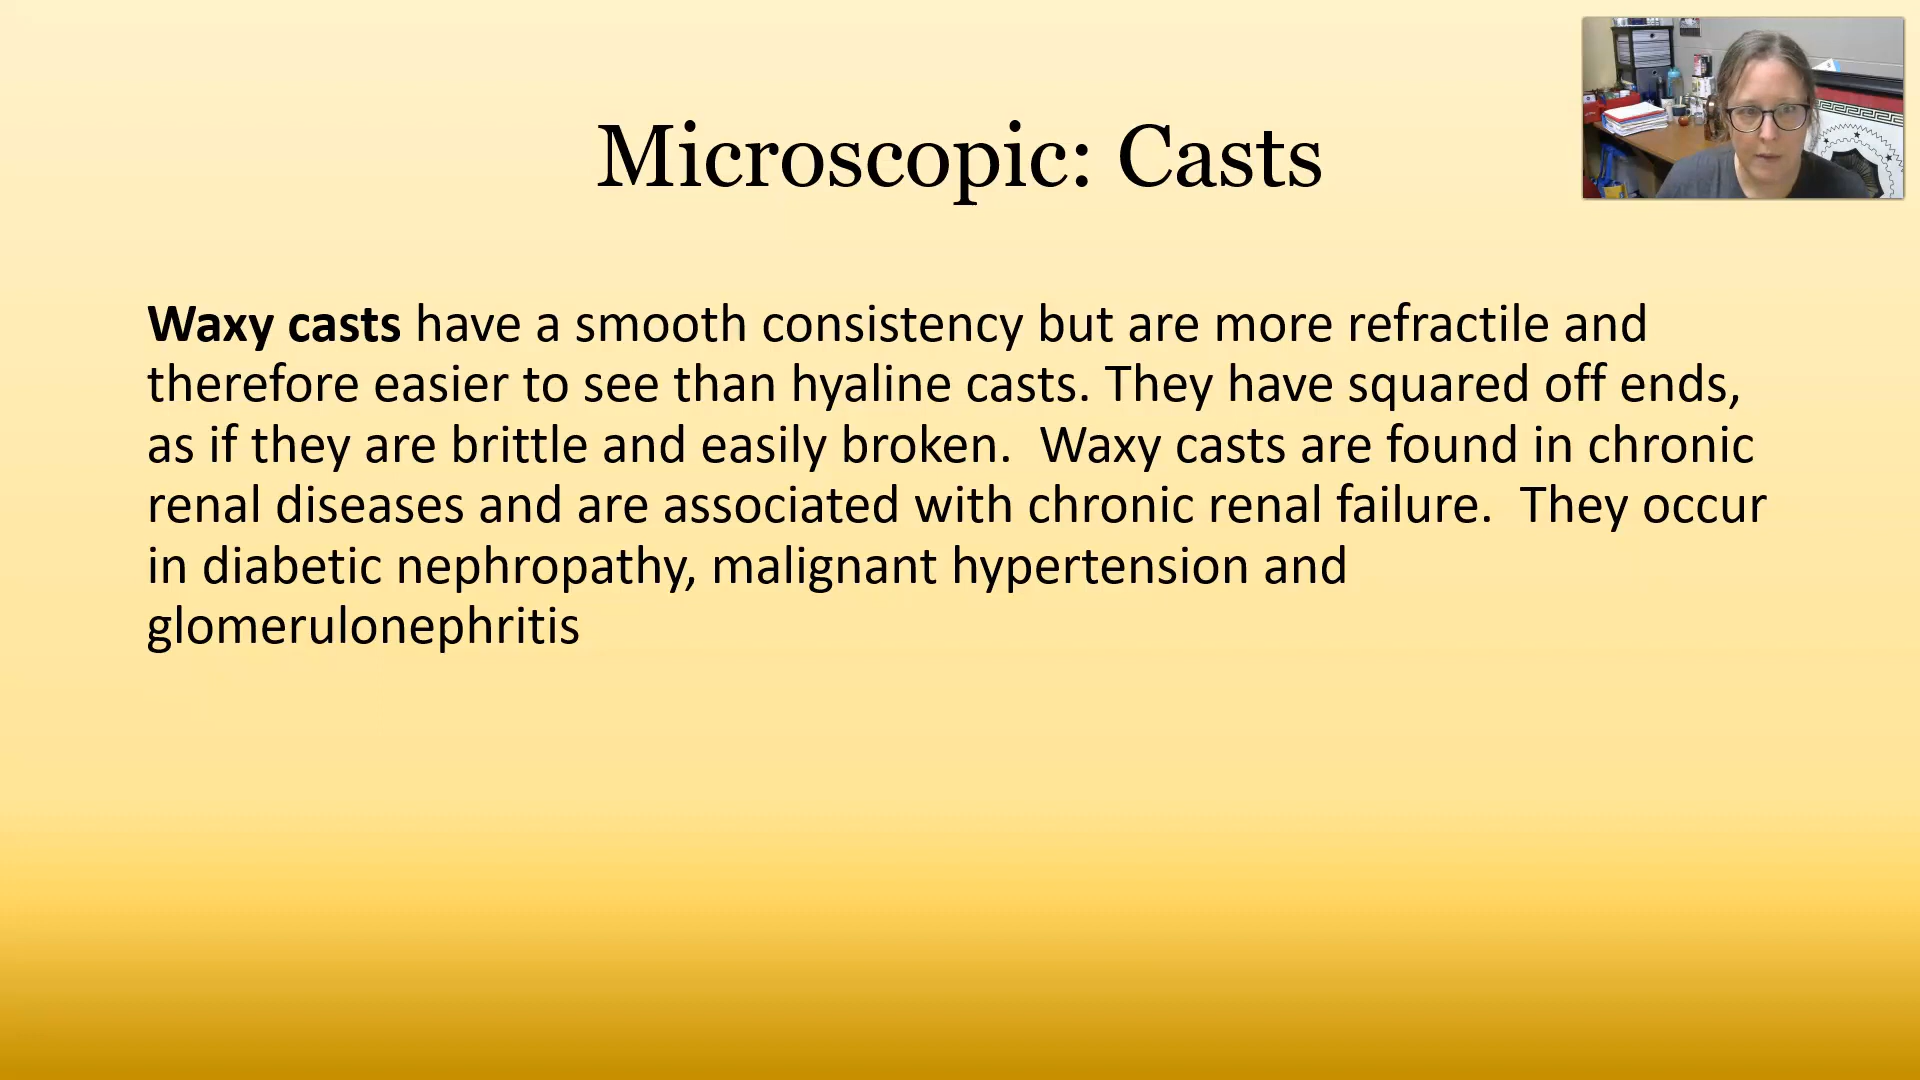 Microscopic: Casts
Waxy casts have a smooth consistency but are more refractile and
therefore easier to see than hyaline casts. They have squared off ends,
as if they are brittle and easily broken.  Waxy casts are found in chronic
renal diseases and are associated with chronic renal failure.  They occur
in diabetic nephropathy, malignant hypertension and
glomerulonephritis